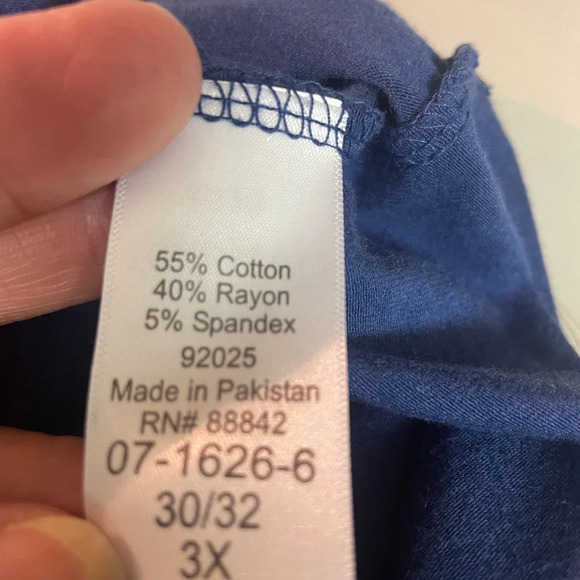 55% Cotton
40% Rayon
5% Spandex
92025
Made in Pakistan
RN# 88842
07-1626-6
30/32
3X